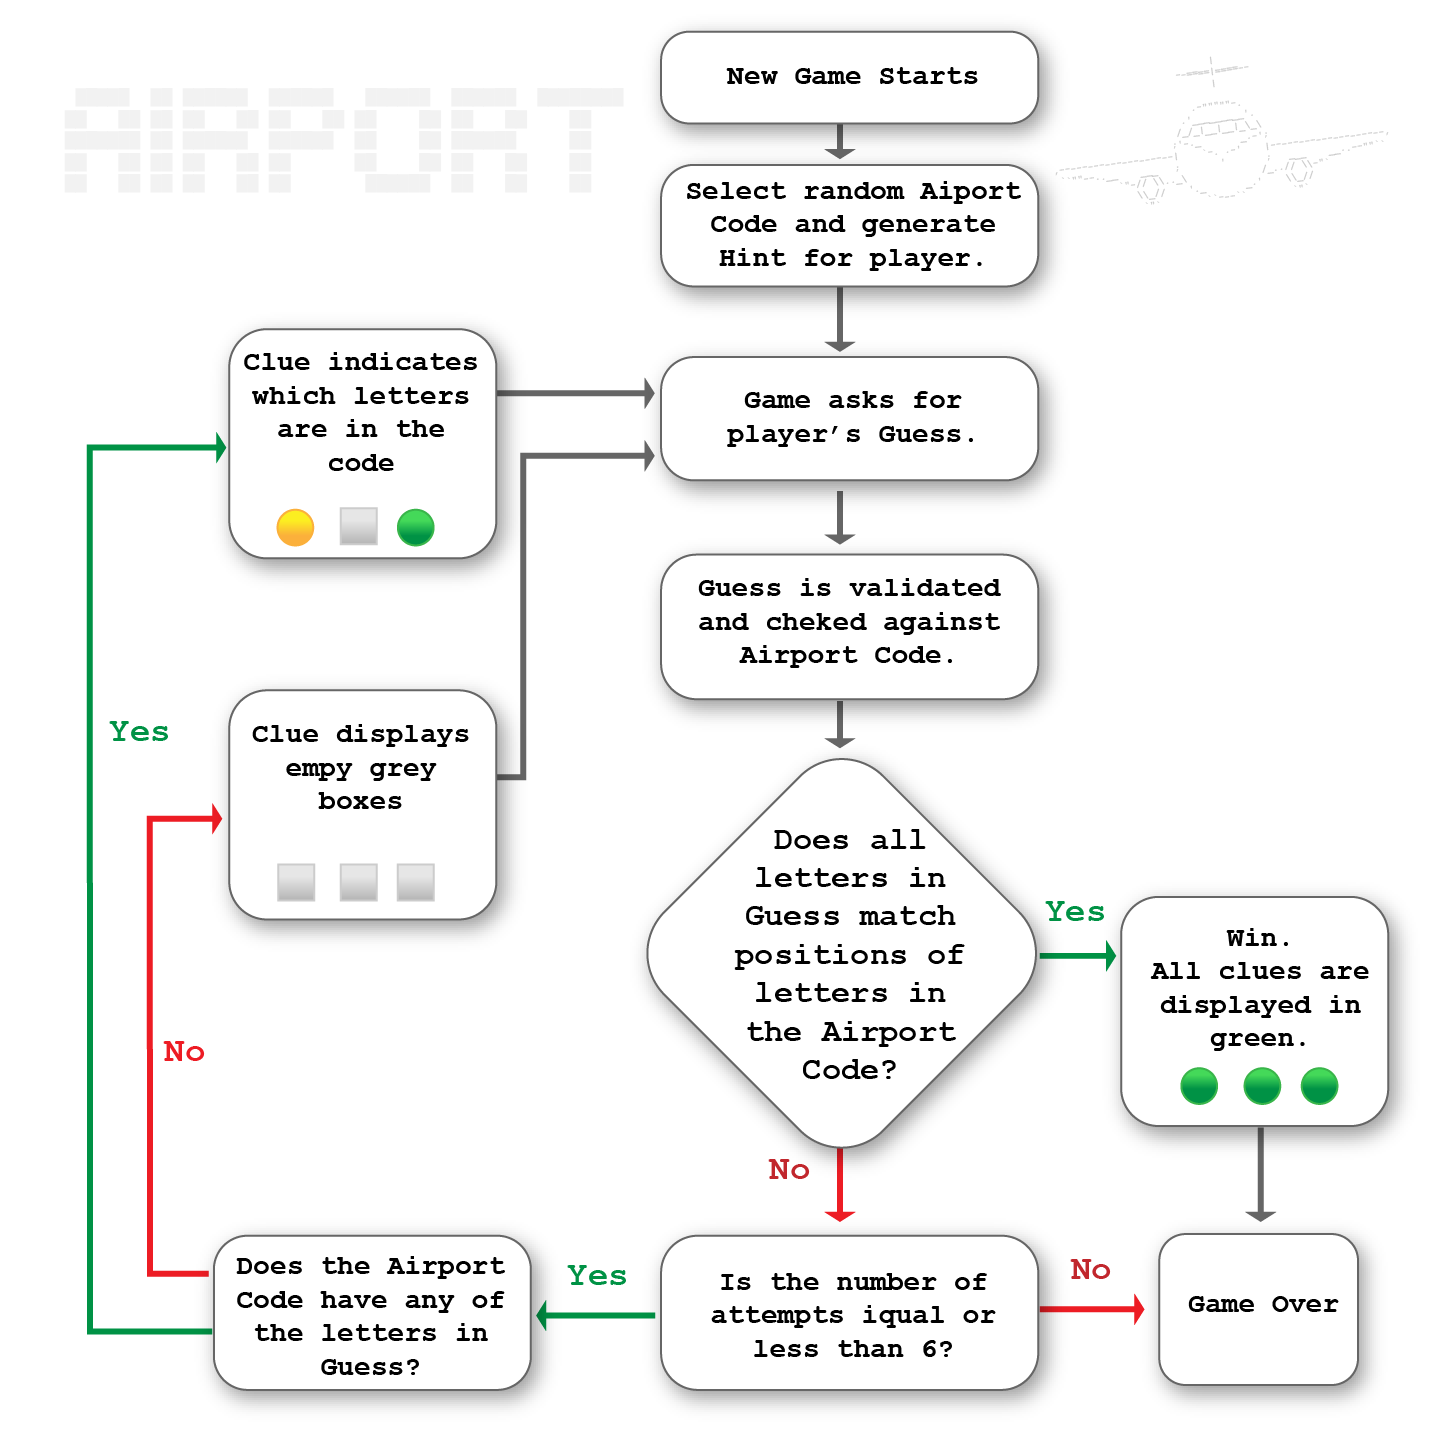 AIRPORT
New Game Starts
Select random Aiport
Code and generate
Hint for player.
Clue indicates
which letters
are in the
code
Game asks for
player’s Guess.
Guess is validated
and cheked against
Airport Code.
Yes
Clue displays
empy grey
boxes
Does all
letters in
Guess match
positions of
letters in
the Airport
Code?
Yes
Win.
All clues are
displayed in
green.
No
No
Does the Airport
Code have any of
the letters in
Guess?
Yes
Is the number of
attempts iqual or
less than 6?
No
Game Over